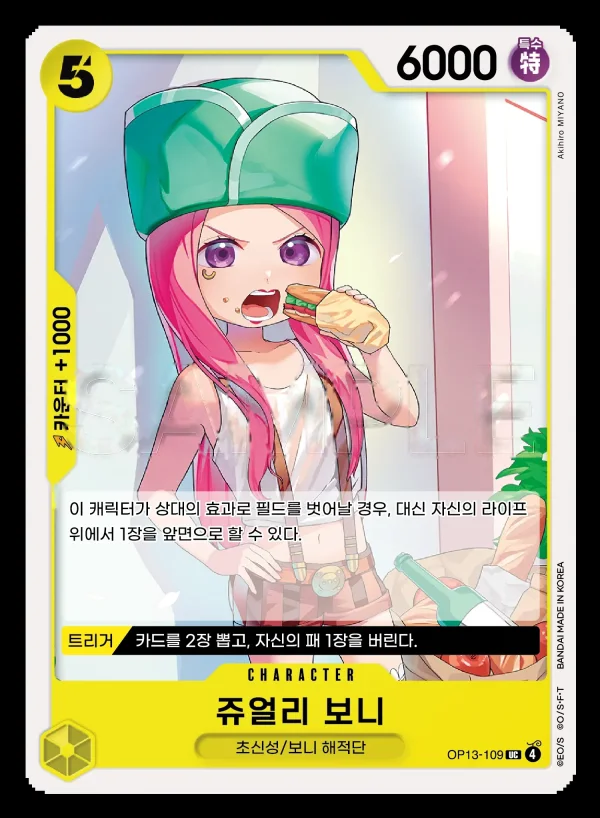 5
6000
특수
特
Akihiro MIYANO
카운터 +1000
SAMPLE
이 캐릭터가 상대의 효과로 필드를 벗어날 경우, 대신 자신의 라이프
위에서 1장을 앞면으로 할 수 있다.
트리거 카드를 2장 뽑고, 자신의 패 1장을 버린다.
CHARACTER
쥬얼리 보니
초신성/보니 해적단
OP13-109 UC 4
©EO/S ©O/S·F·T BANDAI MADE IN KOREA